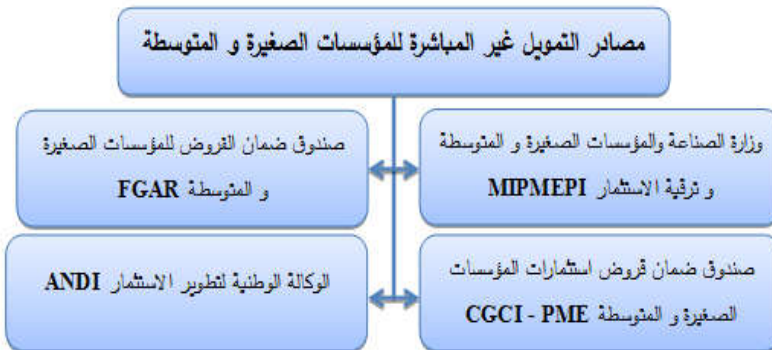 مصادر التمويل غير المباشرة للمؤسسات الصغيرة و المتوسطة
وزارة الصناعة والمؤسسات الصغيرة و المتوسطة
و ترقية الاستثمار MIPMEPI
صندوق ضمان القروض للمؤسسات الصغيرة
و المتوسطة FGAR
صندوق ضمان قروض استثمارات المؤسسات
الصغيرة و المتوسطة CGCI - PME
الوكالة الوطنية لتطوير الاستثمار ANDI